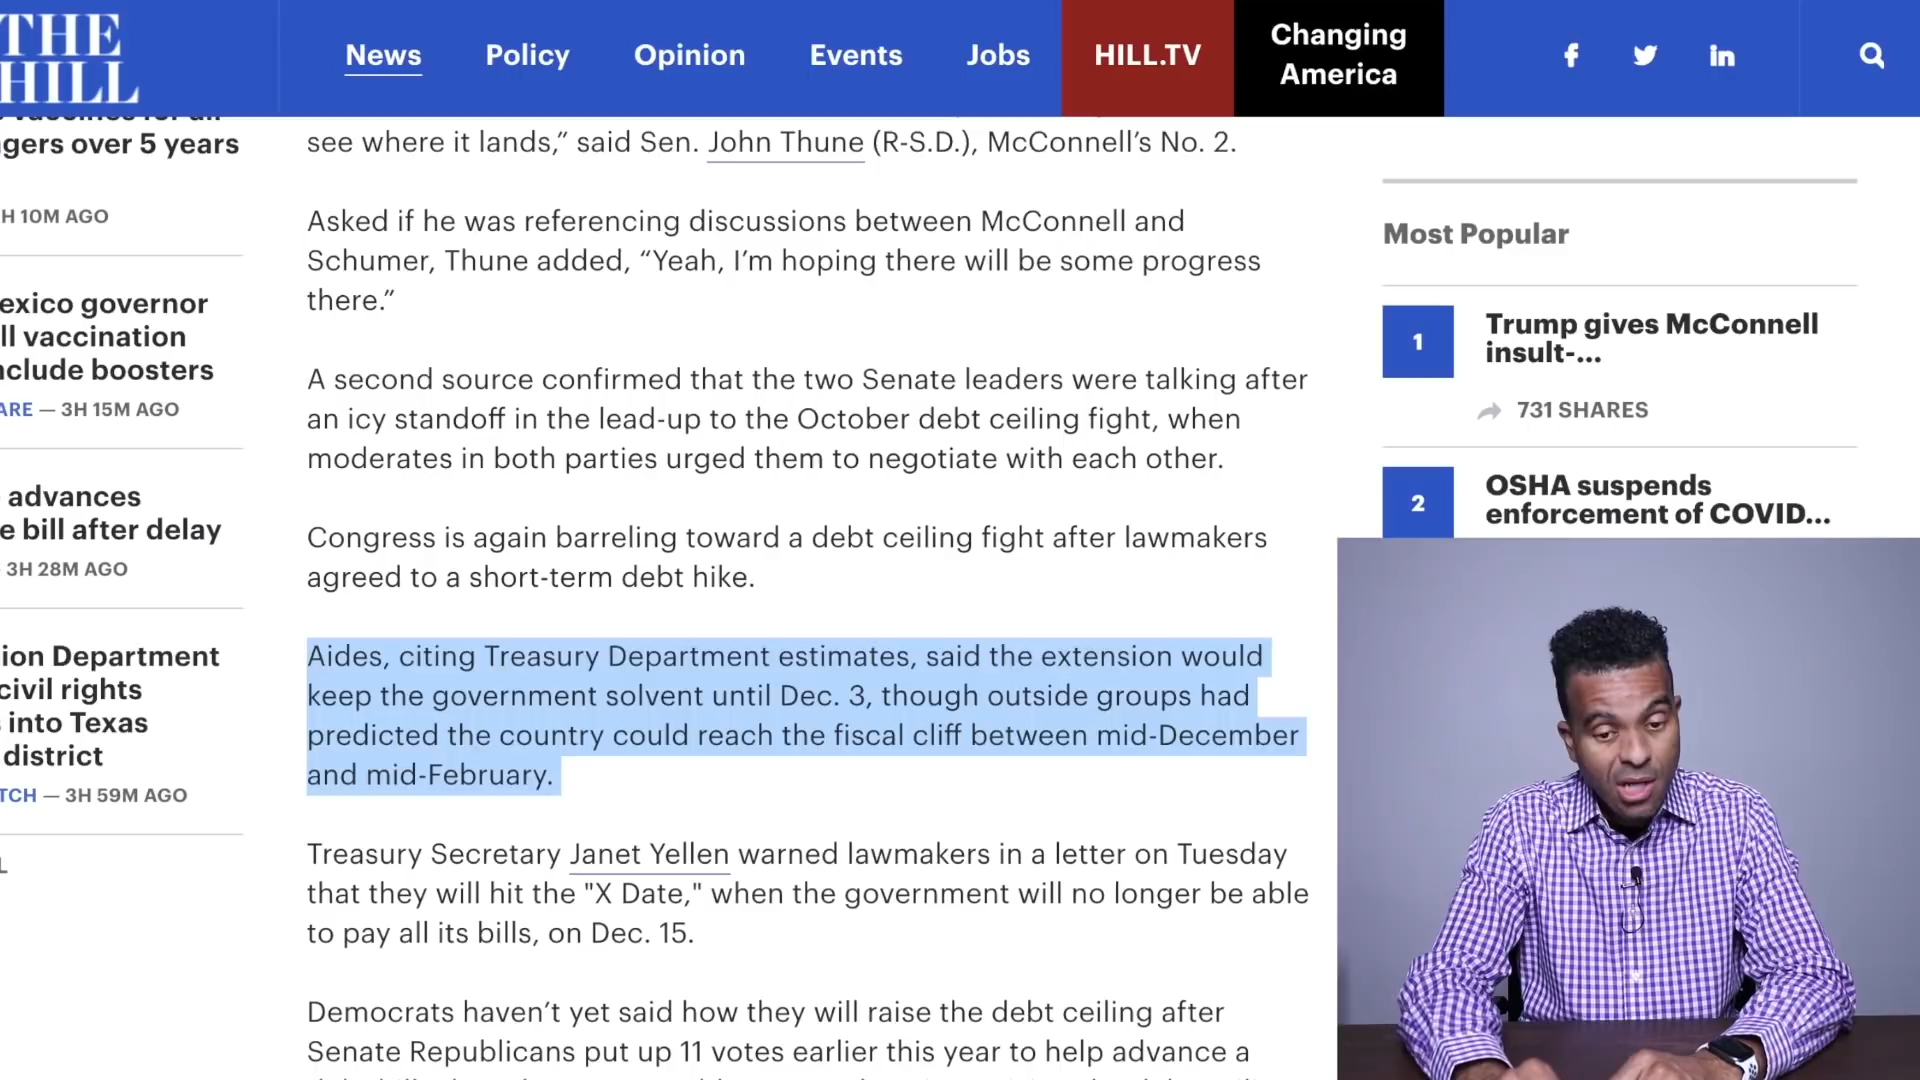 THE
HILL
News
Policy
Opinion
Events
Jobs
HILL.TV
Changing
America
gers over 5 years
H 10M AGO
exico governor
ll vaccination
nclude boosters
ARE — 3H 15M AGO
advances
e bill after delay
3H 28M AGO
ion Department
civil rights
into Texas
district
TCH — 3H 59M AGO
L
see where it lands,” said Sen. John Thune (R-S.D.), McConnell’s No. 2.
Asked if he was referencing discussions between McConnell and
Schumer, Thune added, “Yeah, I’m hoping there will be some progress
there.”
A second source confirmed that the two Senate leaders were talking after
an icy standoff in the lead-up to the October debt ceiling fight, when
moderates in both parties urged them to negotiate with each other.
Congress is again barreling toward a debt ceiling fight after lawmakers
agreed to a short-term debt hike.
Aides, citing Treasury Department estimates, said the extension would
keep the government solvent until Dec. 3, though outside groups had
predicted the country could reach the fiscal cliff between mid-December
and mid-February.
Treasury Secretary Janet Yellen warned lawmakers in a letter on Tuesday
that they will hit the "X Date," when the government will no longer be able
to pay all its bills, on Dec. 15.
Democrats haven’t yet said how they will raise the debt ceiling after
Senate Republicans put up 11 votes earlier this year to help advance a
Most Popular
1
Trump gives McConnell
insult-...
731 SHARES
2
OSHA suspends
enforcement of COVID...